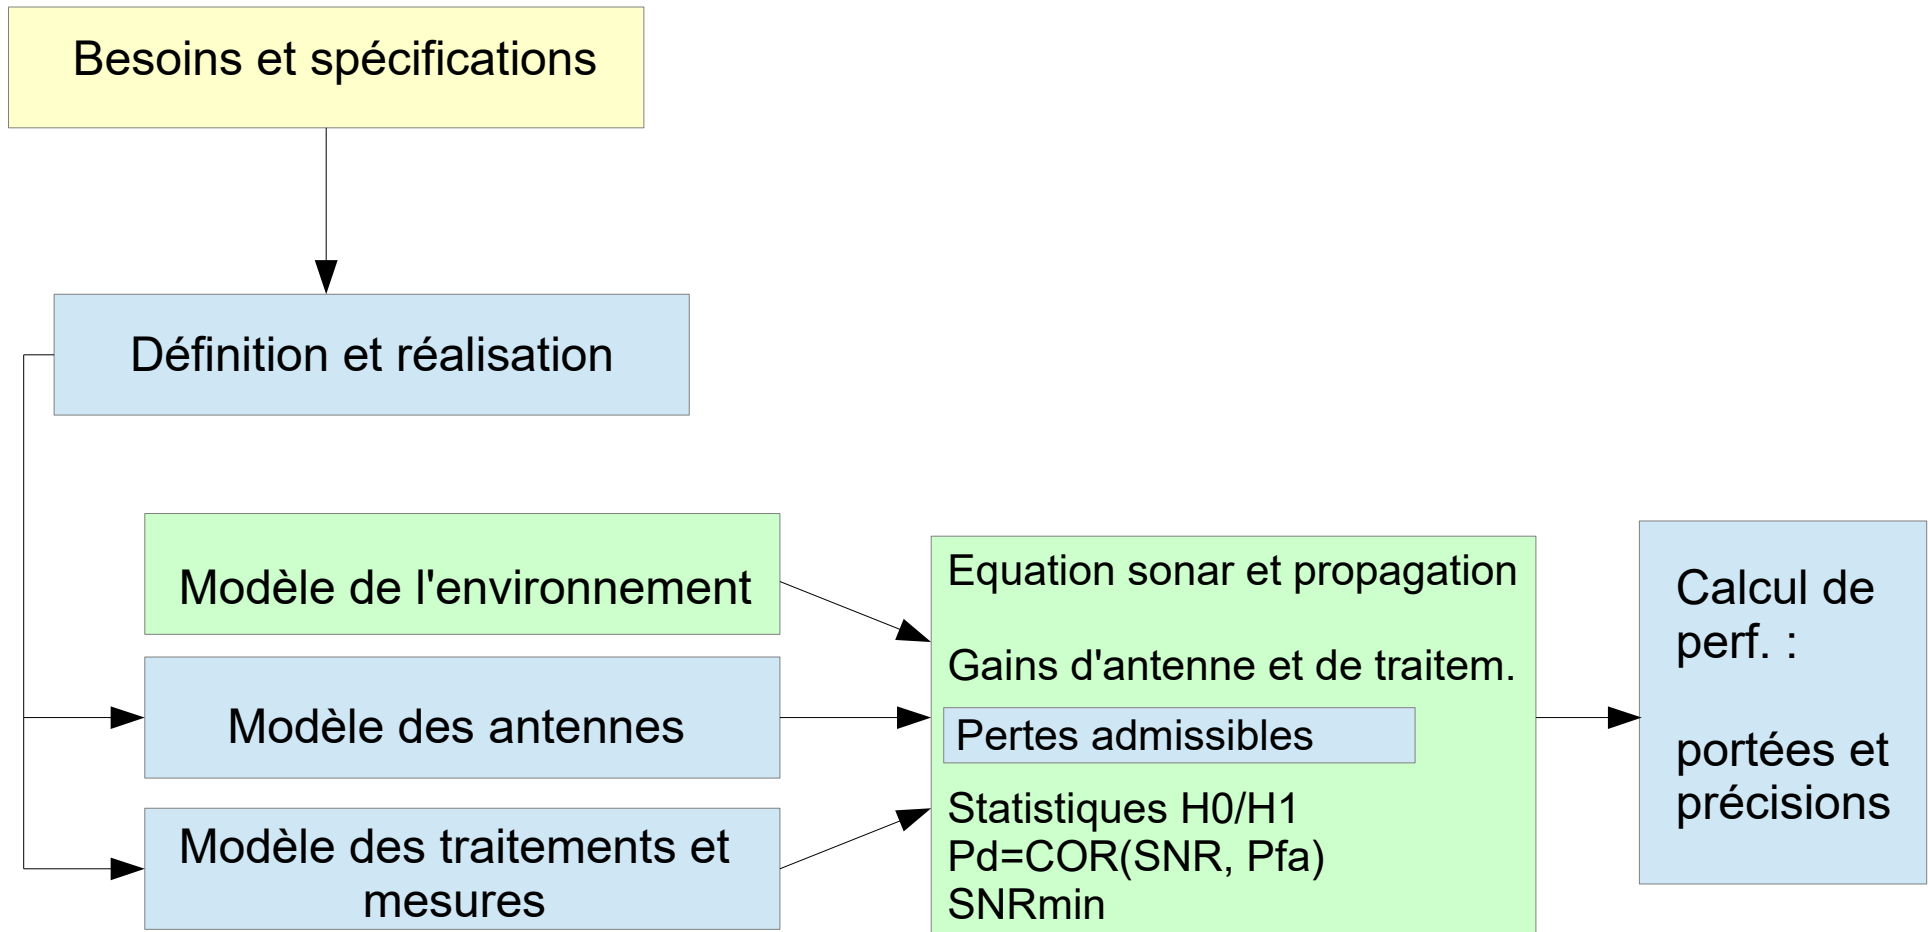 Besoins et spécifications
Définition et réalisation
Modèle de l'environnement
Modèle des antennes
Modèle des traitements et
mesures
Equation sonar et propagation
Gains d'antenne et de traitem.
Pertes admissibles
Statistiques H0/H1
Pd=COR(SNR, Pfa)
SNRmin
Calcul de
perf. :
portées et
précisions